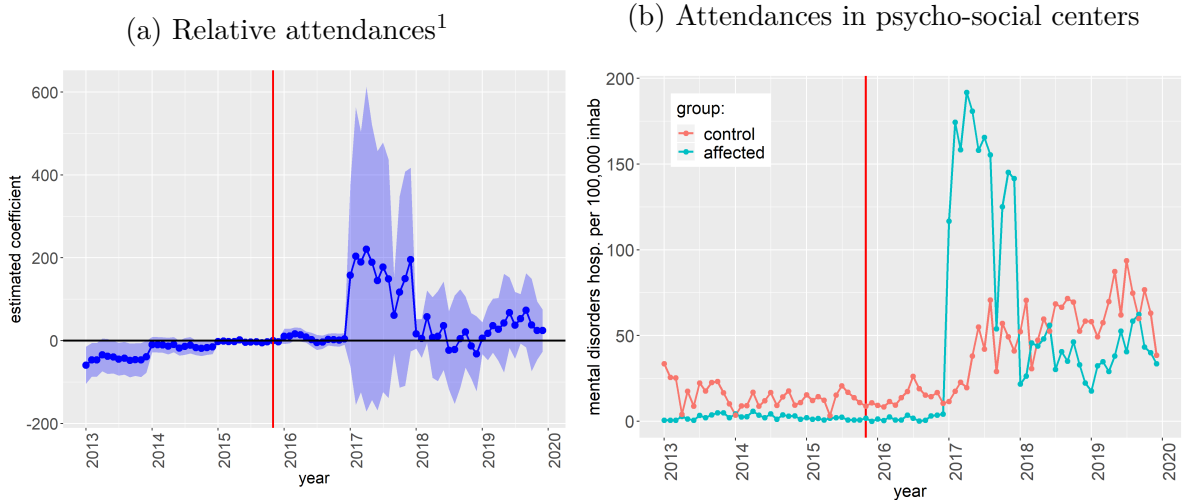 (a) Relative attendances¹
600
400
200
0
-200
estimated coefficient
2013
2014
2015
2016
2017
2018
2019
2020
year
(b) Attendances in psycho-social centers
200
150
100
50
0
mental disorders hosp. per 100,000 inhab
group:
control
affected
2013
2014
2015
2016
2017
2018
2019
2020
year